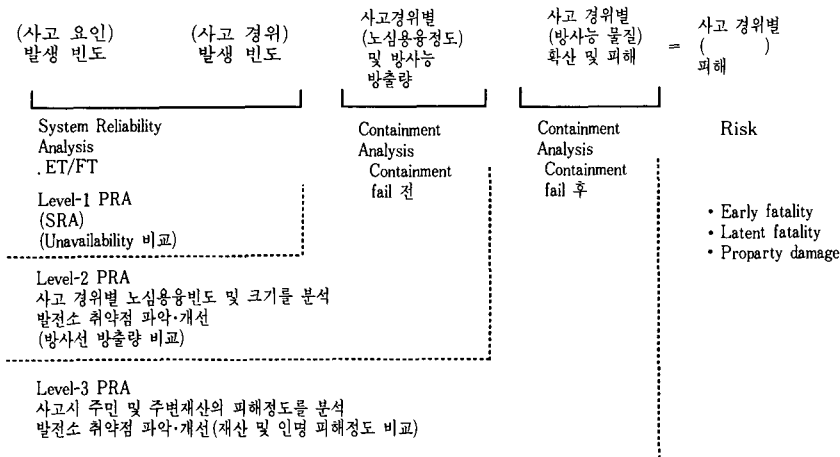 (사고 요인)
발생 빈도
(사고 경위)
발생 빈도
사고경위별
(노심용융정도)
및 방사능
방출량
사고 경위별
(방사능 물질)
확산 및 피해
=
사고 경위별
( )
피해
System Reliability
Analysis
. ET/FT
Containment
Analysis
Containment
fail 전
Containment
Analysis
Containment
fail 후
Risk
Level-1 PRA
(SRA)
(Unavailability 비교)
• Early fatality
• Latent fatality
• Proparty damage
Level-2 PRA
사고 경위별 노심용융빈도 및 크기를 분석
발전소 취약점 파악·개선
(방사선 방출량 비교)
Level-3 PRA
사고시 주민 및 주변재산의 피해정도를 분석
발전소 취약점 파악·개선(재산 및 인명 피해정도 비교)